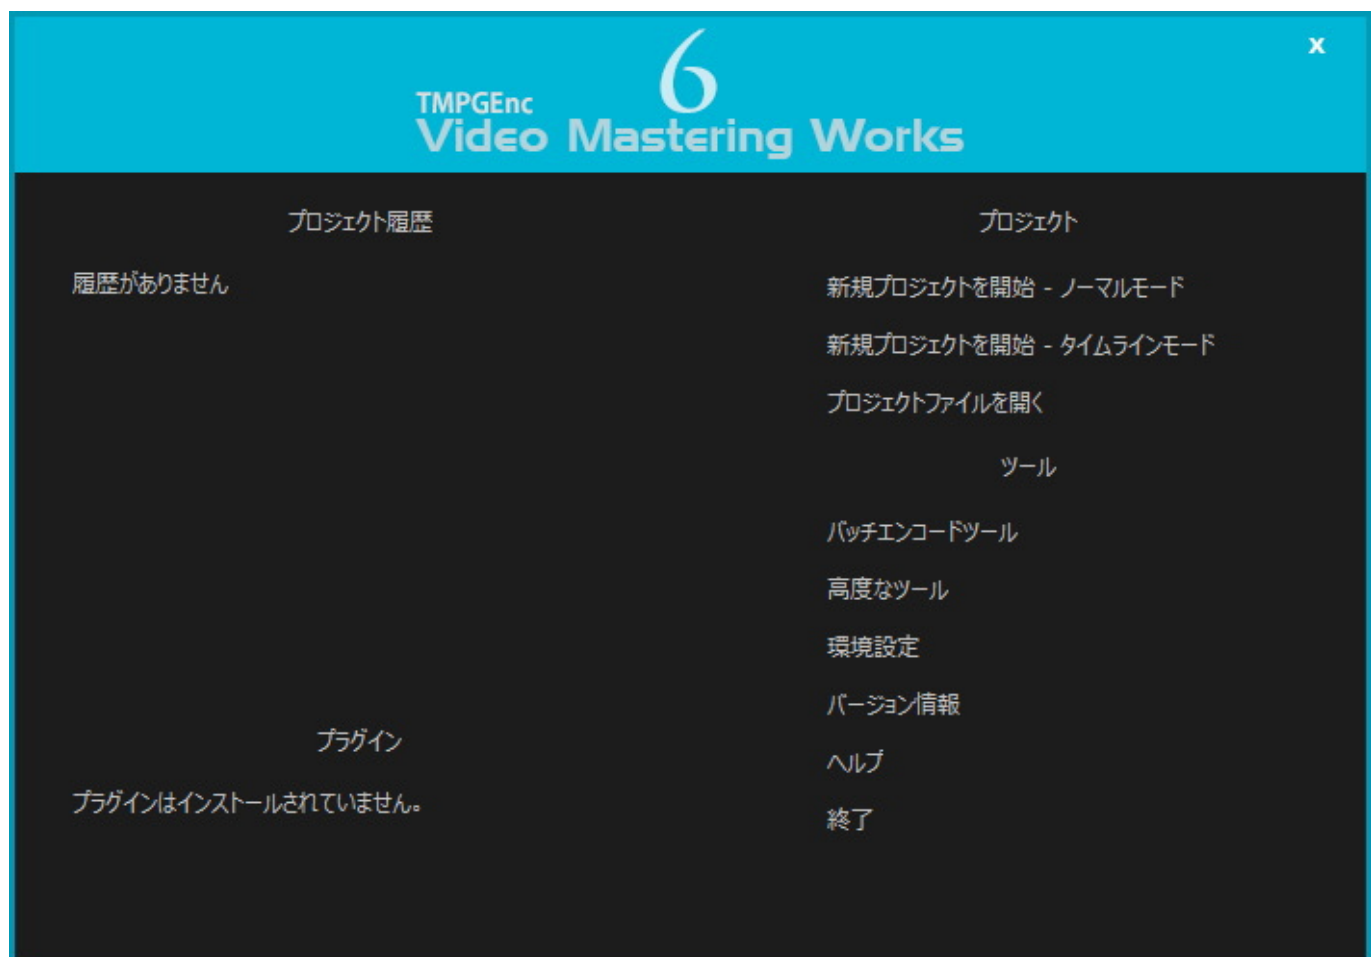 x
6
TMPGEnc
Video Mastering Works
プロジェクト履歴
履歴がありません
プラグイン
プラグインはインストールされていません。
プロジェクト
新規プロジェクトを開始 - ノーマルモード
新規プロジェクトを開始 - タイムラインモード
プロジェクトファイルを開く
ツール
バッチエンコードツール
高度なツール
環境設定
バージョン情報
ヘルプ
終了